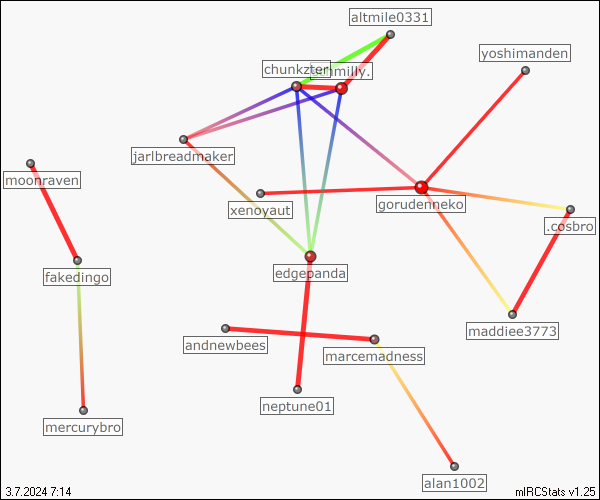 altmile0331
yoshimanden
chunkzter
jarlbreadmaker
moonraven
gorudenneko
xenoyaut
.cosbro
edgepanda
fakedingo
maddiee3773
andnewbees
marcemadness
neptune01
mercurybro
alan1002
3.7.2024 7:14
mIRCStats v1.25